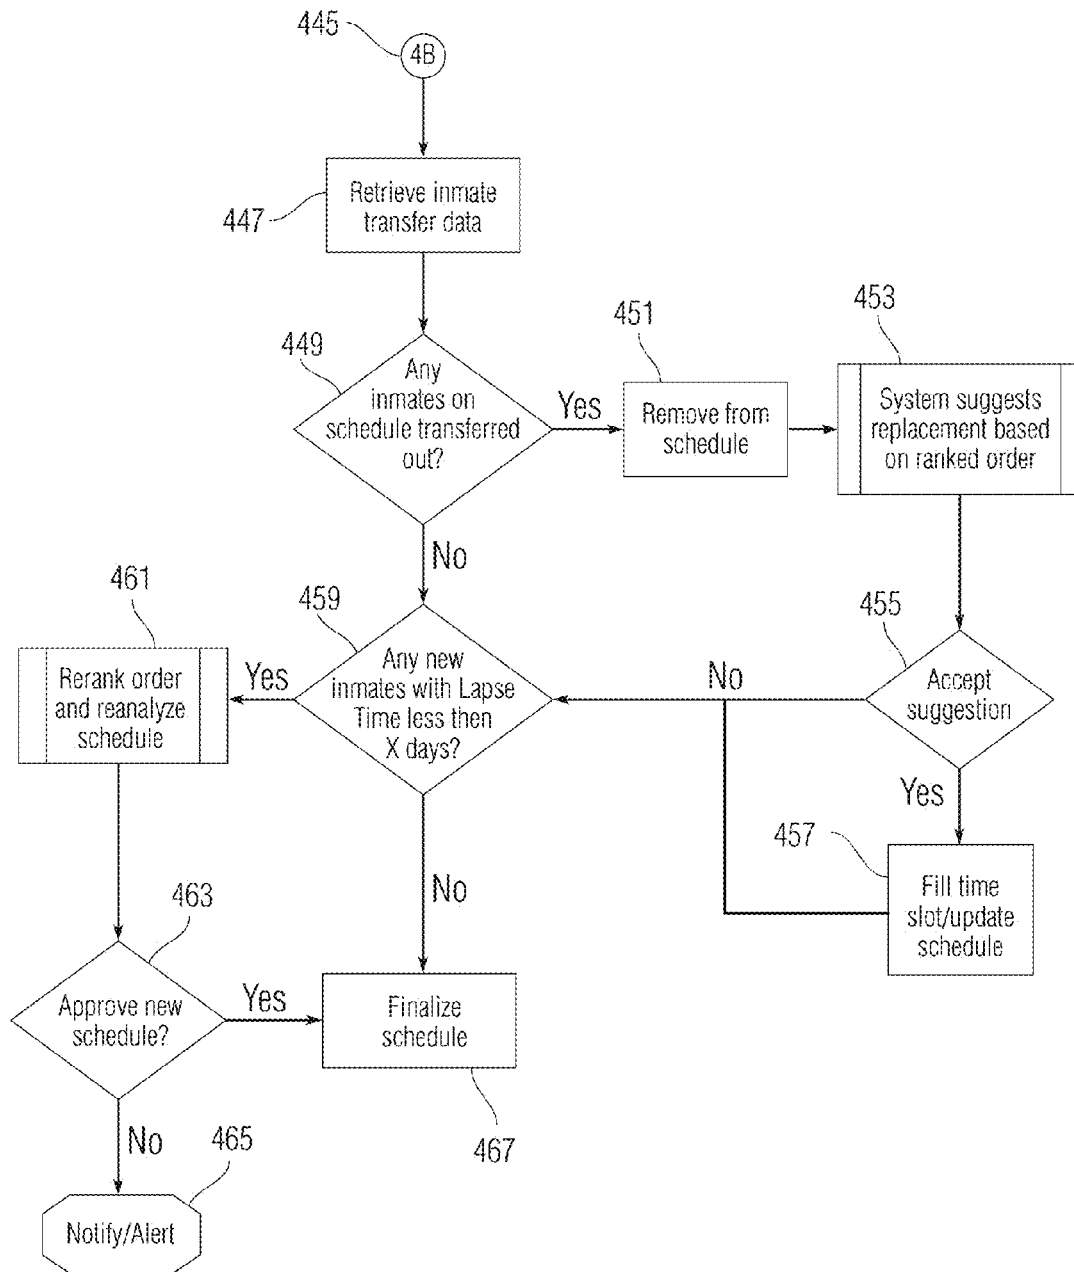 445
4B
Retrieve inmate
transfer data
447
449
Any
inmates on
schedule transferred
out?
Yes
451
Remove from
schedule
453
System suggests
replacement based
on ranked order
No
461
Rerank order
and reanalyze
schedule
Yes
459
Any new
inmates with Lapse
Time less then
X days?
No
455
Accept
suggestion
Yes
457
Fill time
slot/update
schedule
No
463
Approve new
schedule?
Yes
Finalize
schedule
467
No
465
Notify/Alert